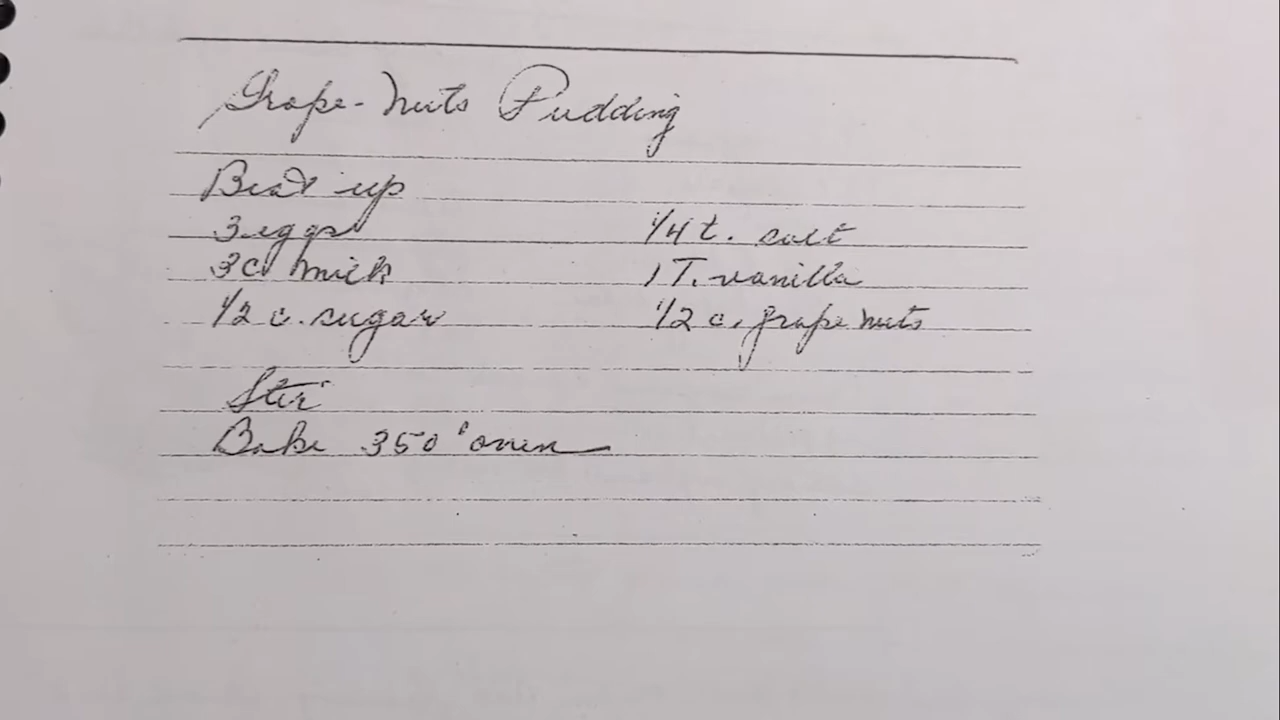 Grape-Nuts Pudding
Beat up
3 eggs 1/4 t. salt
3 c. milk 1 T. vanilla
1/2 c. sugar 1/2 c. grape nuts
Stir
Bake 350° oven